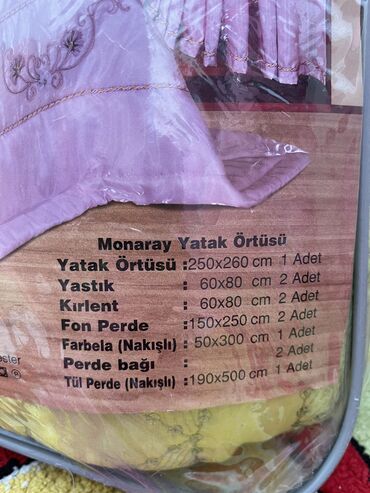 Monaray Yatak Örtüsü
Yatak Örtüsü :250x260 cm 1 Adet
Yastık : 60x80 cm 2 Adet
Kırlent : 60x80 cm 2 Adet
Fon Perde :150x250 cm 2 Adet
Farbela (Nakışlı) : 50x300 cm 1 Adet
Perde bağı : 2 Adet
Tül Perde (Nakışlı) :190x500 cm 1 Adet
®